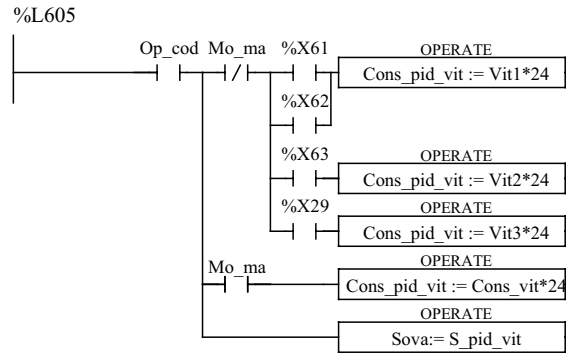 %L605
Op_cod Mo_ma %X61 OPERATE
Cons_pid_vit := Vit1*24
%X62
%X63 OPERATE
Cons_pid_vit := Vit2*24
%X29 OPERATE
Cons_pid_vit := Vit3*24
Mo_ma OPERATE
Cons_pid_vit := Cons_vit*24
OPERATE
Sova:= S_pid_vit